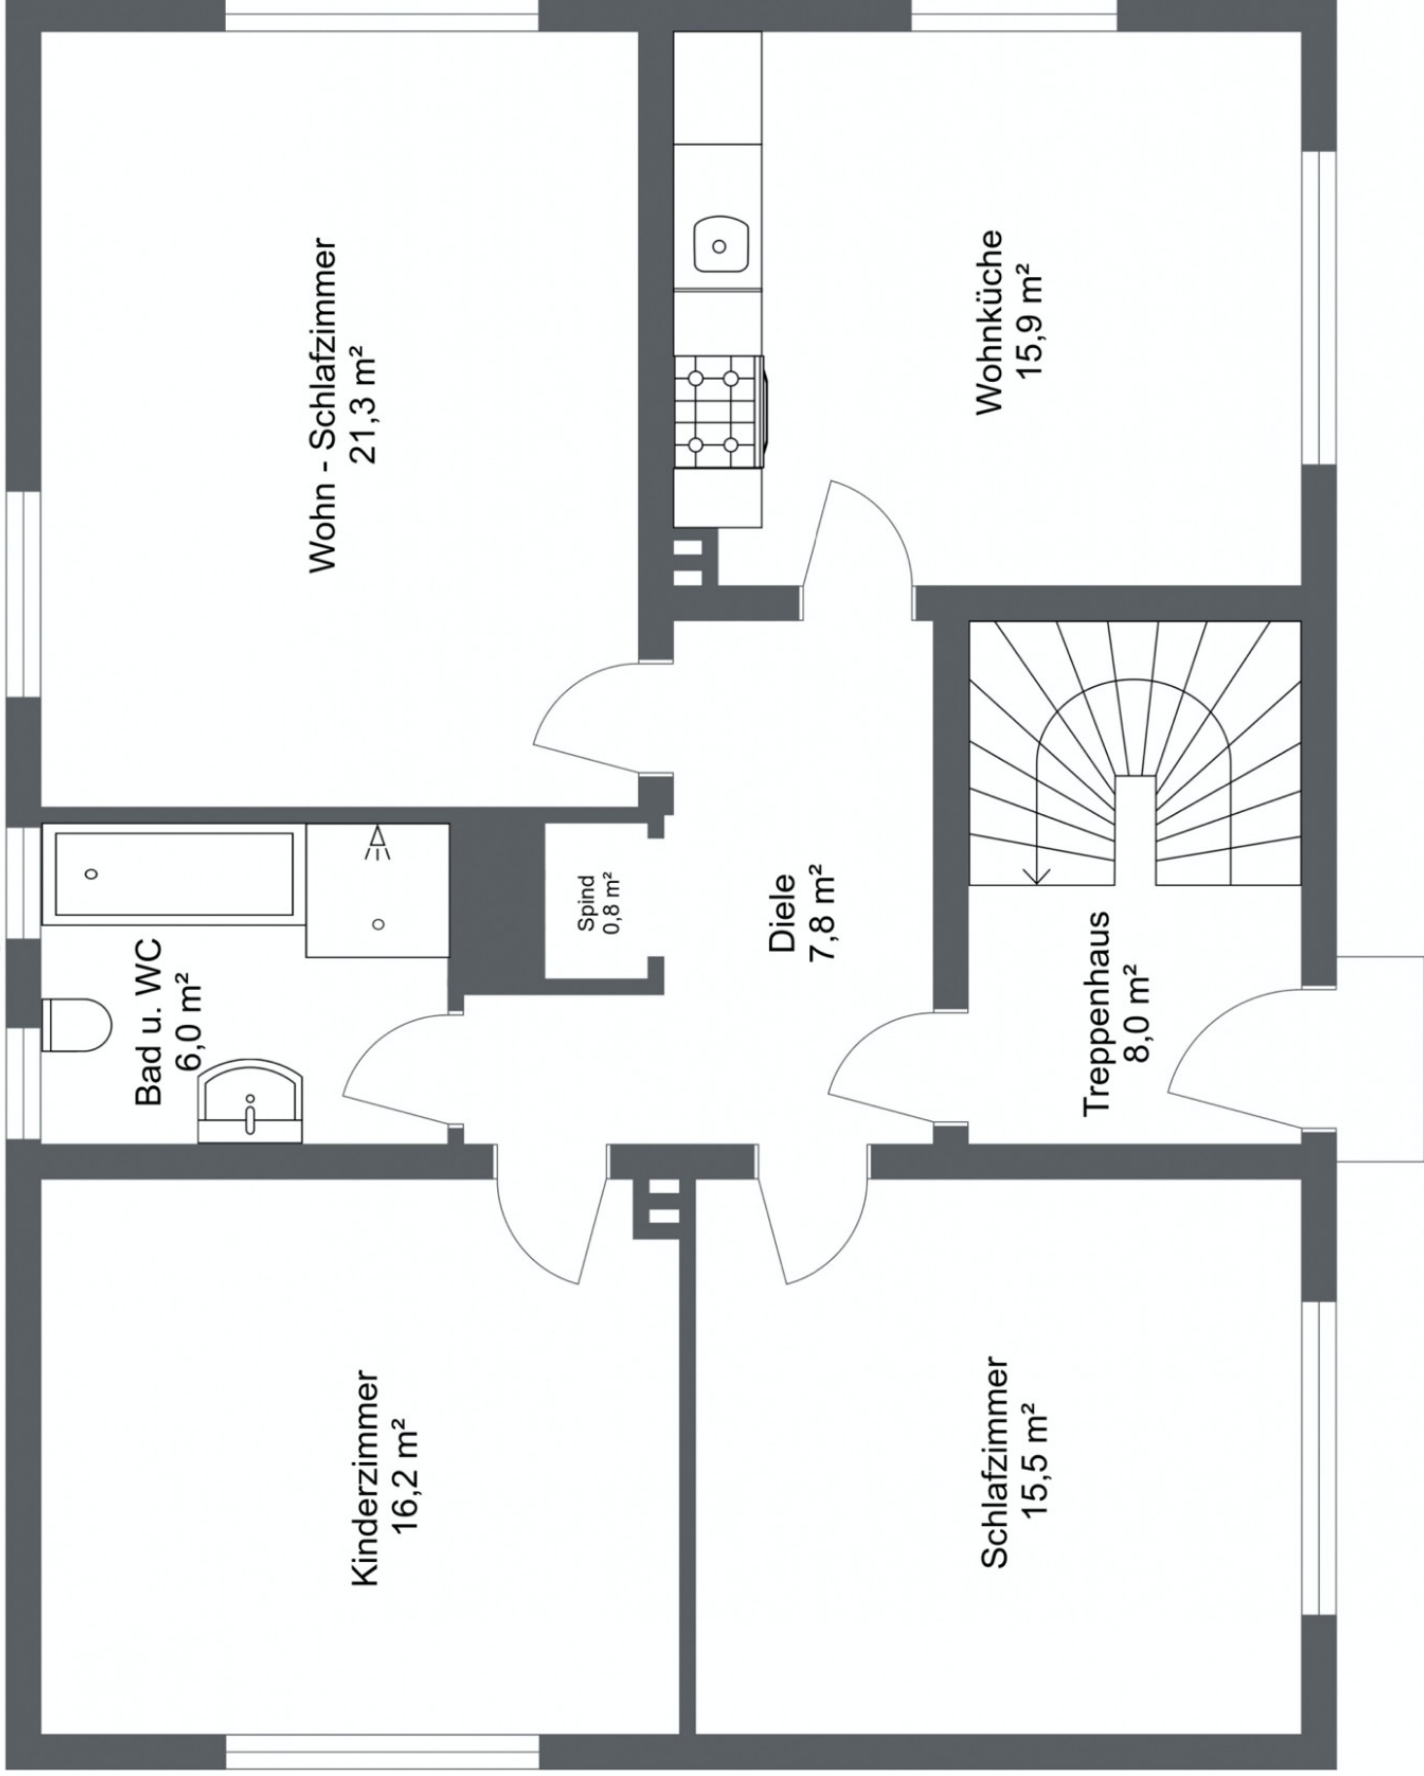 Wohn - Schlafzimmer
21,3 m²
Wohnküche
15,9 m²
Spind
0,8 m²
Diele
7,8 m²
Bad u. WC
6,0 m²
Treppenhaus
8,0 m²
Kinderzimmer
16,2 m²
Schlafzimmer
15,5 m²